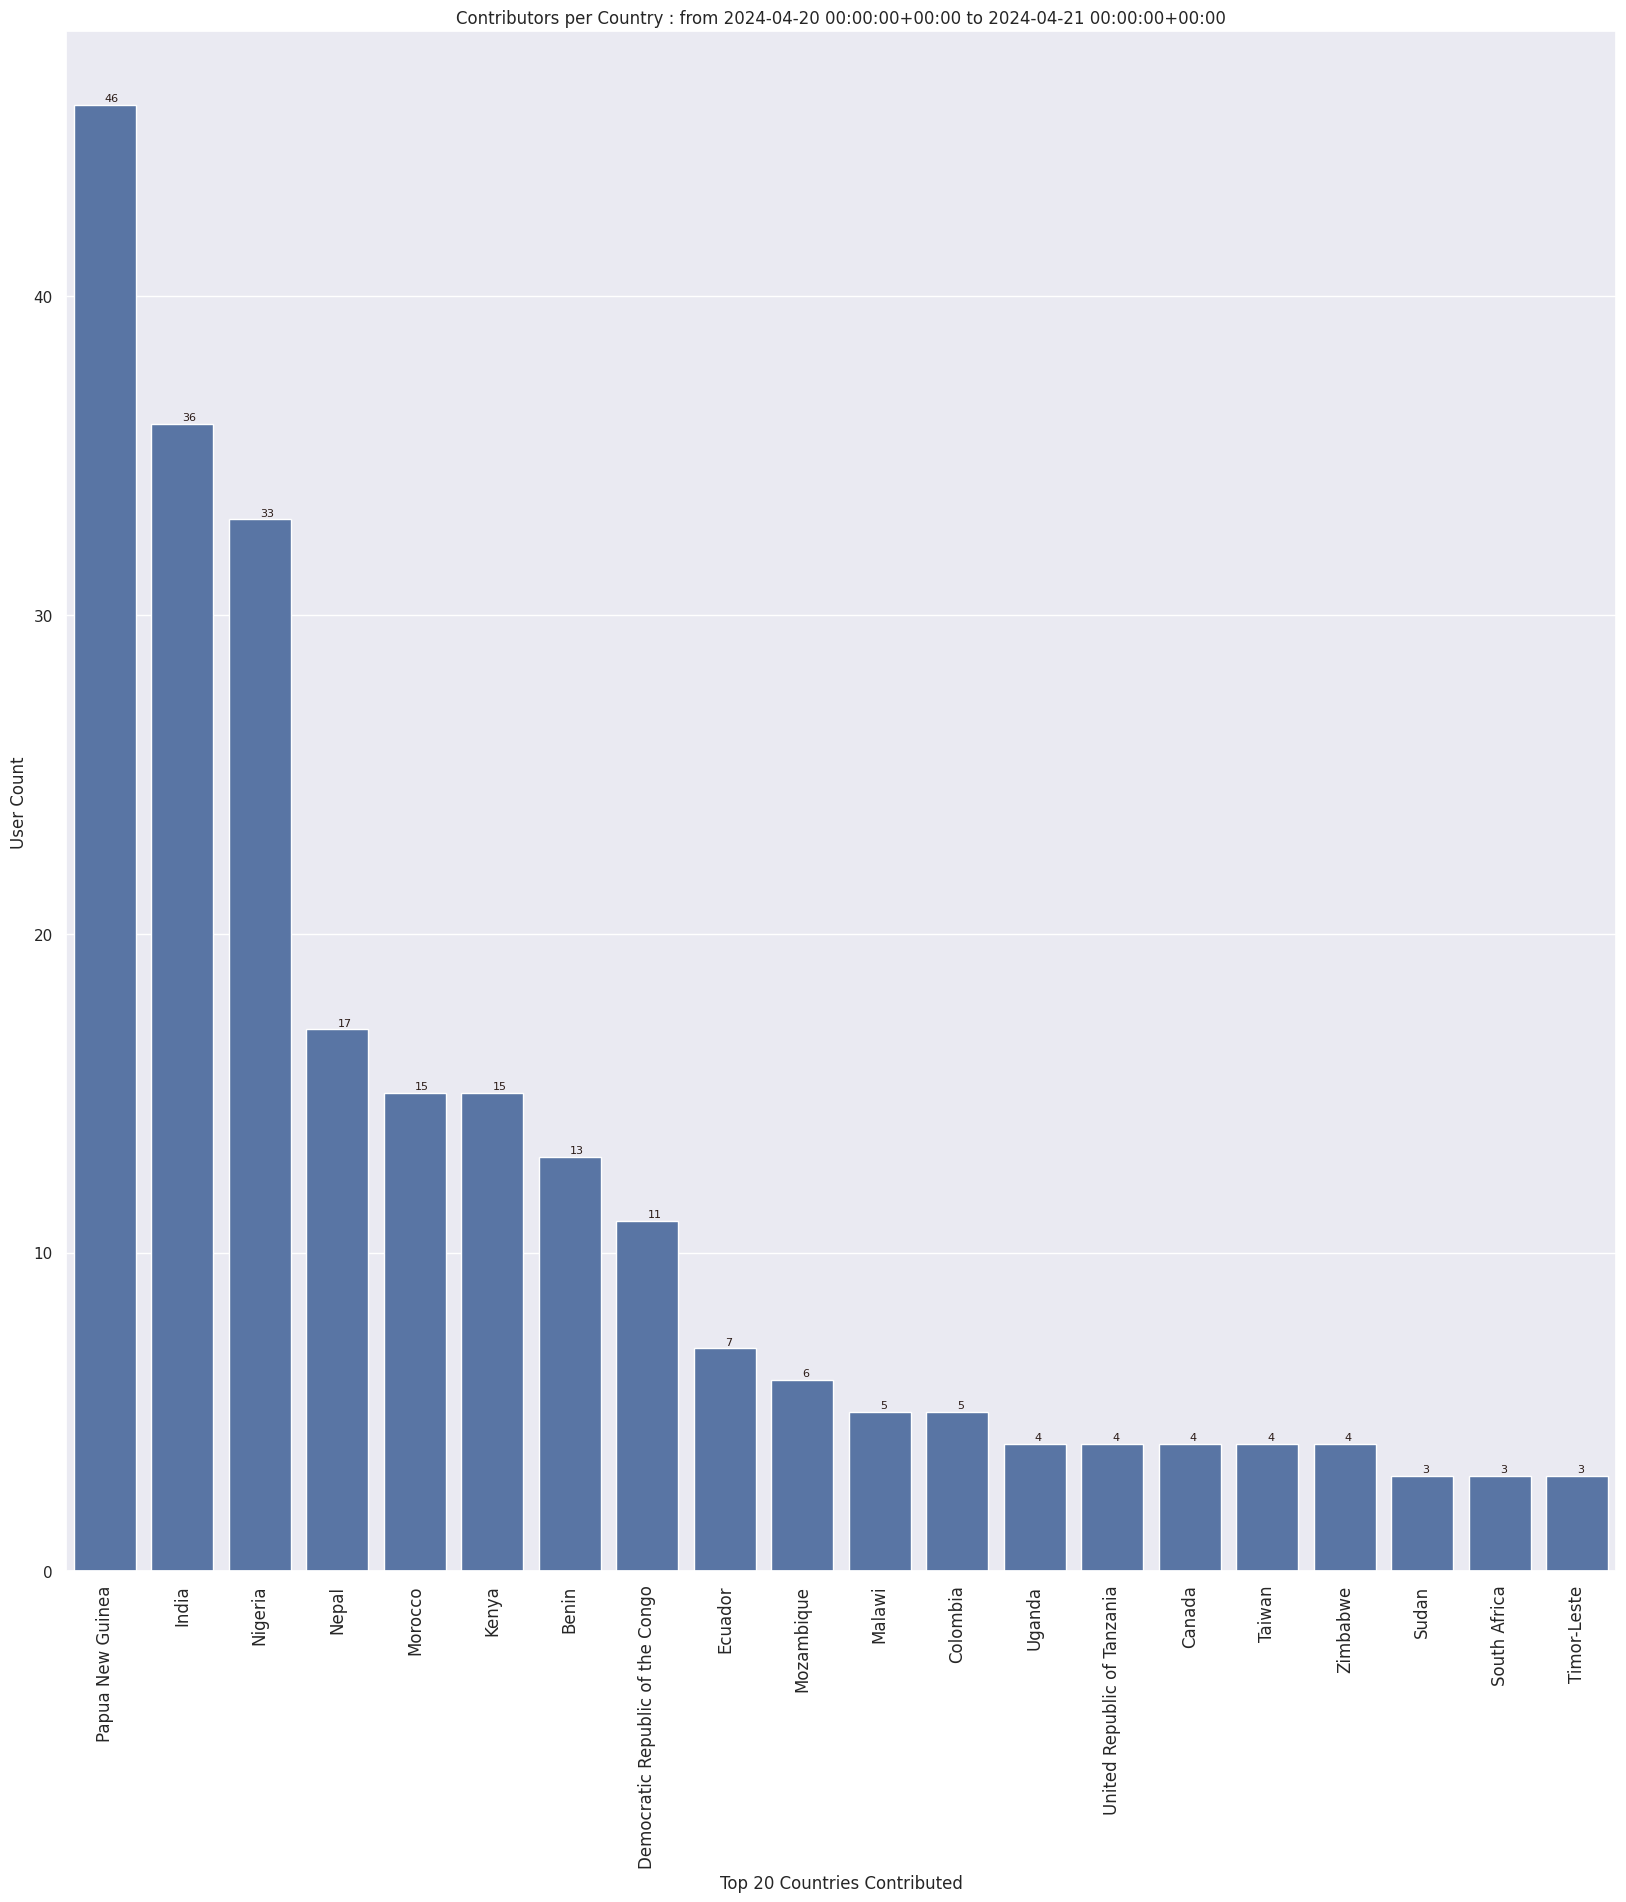 Contributors per Country : from 2024-04-20 00:00:00+00:00 to 2024-04-21 00:00:00+00:00
46
40
36
33
30
User Count
20
17
15
15
13
11
10
7
6
5
5
4
4
4
4
4
3
3
3
0
Papua New Guinea
India
Nigeria
Nepal
Morocco
Kenya
Benin
Democratic Republic of the Congo
Ecuador
Mozambique
Malawi
Colombia
Uganda
United Republic of Tanzania
Canada
Taiwan
Zimbabwe
Sudan
South Africa
Timor-Leste
Top 20 Countries Contributed